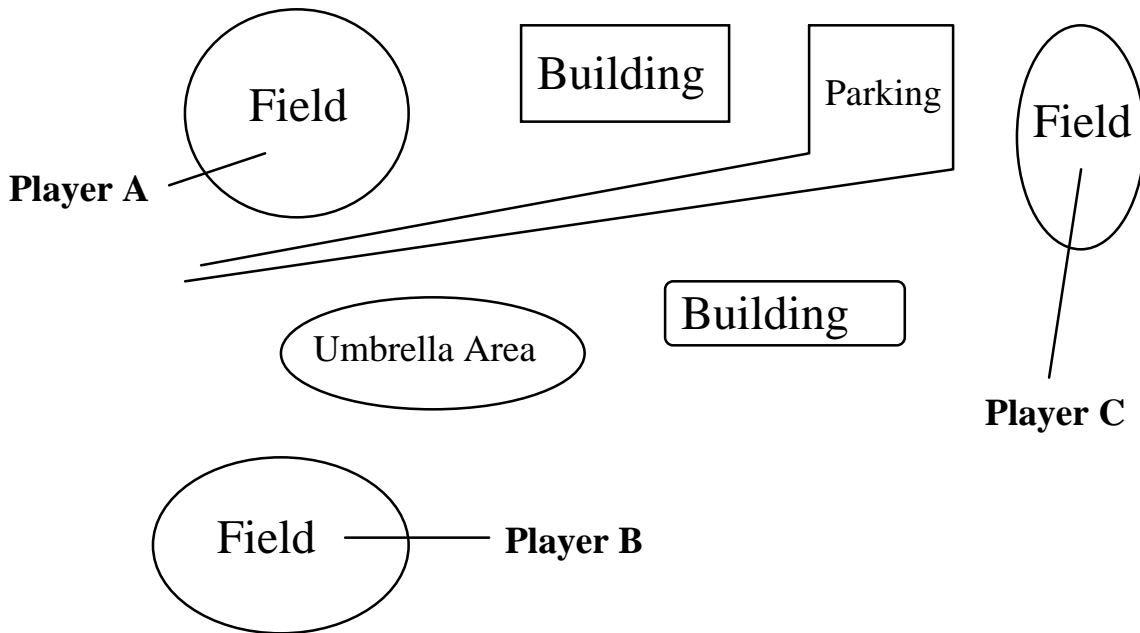 Field
Building
Parking
Field
Player A
Building
Umbrella Area
Player C
Field
Player B